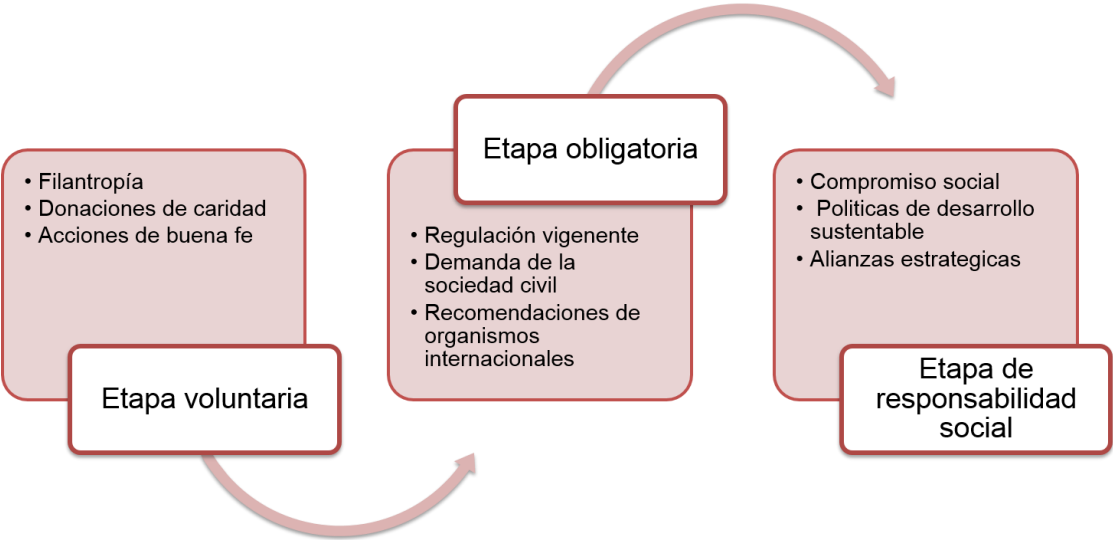 • Filantropía
• Donaciones de caridad
• Acciones de buena fe
Etapa voluntaria
Etapa obligatoria
• Regulación vigenente
• Demanda de la
sociedad civil
• Recomendaciones de
organismos
internacionales
• Compromiso social
• Politicas de desarrollo
sustentable
• Alianzas estrategicas
Etapa de
responsabilidad
social